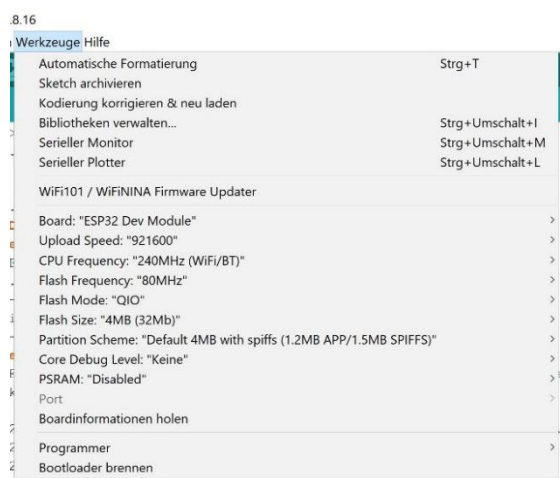 .8.16
Werkzeuge Hilfe
Automatische Formatierung Strg+T
Sketch archivieren
Kodierung korrigieren & neu laden
Bibliotheken verwalten... Strg+Umschalt+I
Serieller Monitor Strg+Umschalt+M
Serieller Plotter Strg+Umschalt+L
WiFi101 / WiFiNINA Firmware Updater
Board: "ESP32 Dev Module"
Upload Speed: "921600"
CPU Frequency: "240MHz (WiFi/BT)"
Flash Frequency: "80MHz"
Flash Mode: "QIO"
Flash Size: "4MB (32Mb)"
Partition Scheme: "Default 4MB with spiffs (1.2MB APP/1.5MB SPIFFS)"
Core Debug Level: "Keine"
PSRAM: "Disabled"
Port
Boardinformationen holen
Programmer
Bootloader brennen